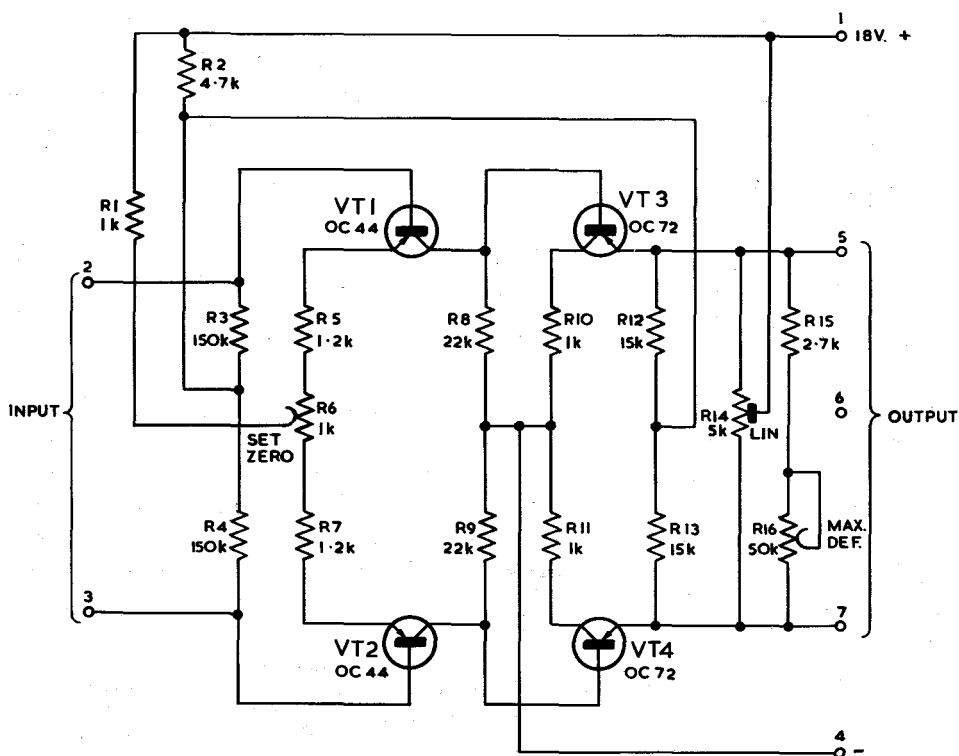 1
18V. +
R2
4·7k
R1
1k
VT1
OC 44
VT3
OC 72
2
5
R3
150k
R5
1·2k
R8
22k
R10
1k
R12
15k
R15
2·7k
INPUT
R6
1k
SET
ZERO
R14
5k
LIN
6
OUTPUT
R4
150k
R7
1·2k
R9
22k
R11
1k
R13
15k
R16
50k
MAX.
DEF.
3
7
VT2
OC 44
VT4
OC 72
4
–